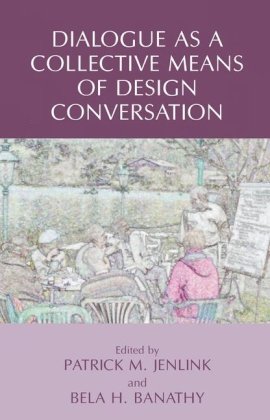 DIALOGUE AS A
COLLECTIVE MEANS
OF DESIGN
CONVERSATION
Edited by
PATRICK M. JENLINK
and
BELA H. BANATHY